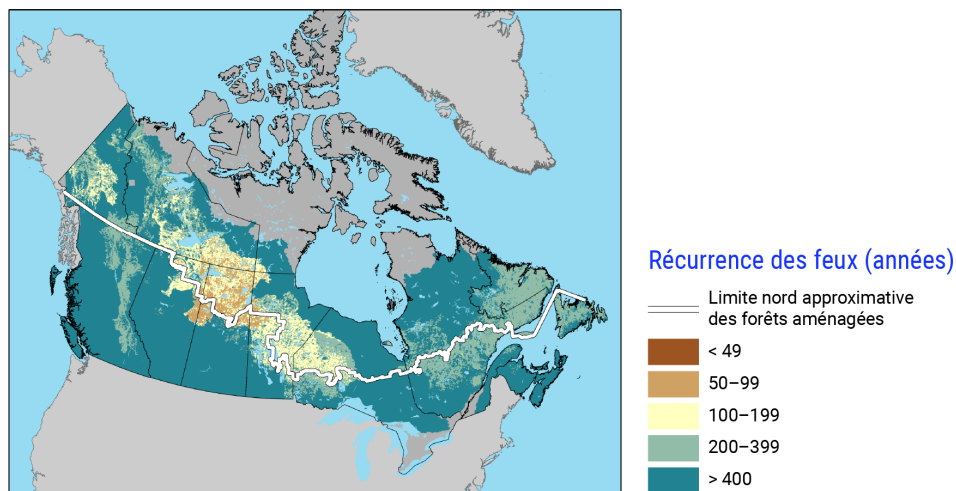 Récurrence des feux (années)
Limite nord approximative
des forêts aménagées
< 49
50–99
100–199
200–399
> 400